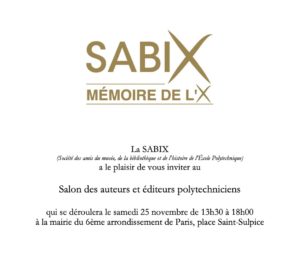 SABIX
MÉMOIRE DE L'X
La SABIX
(Société des amis du musée, de la bibliothèque et de l'histoire de l'École Polytechnique)
a le plaisir de vous inviter au
Salon des auteurs et éditeurs polytechniciens
qui se déroulera le samedi 25 novembre de 13h30 à 18h00
à la mairie du 6ème arrondissement de Paris, place Saint-Sulpice